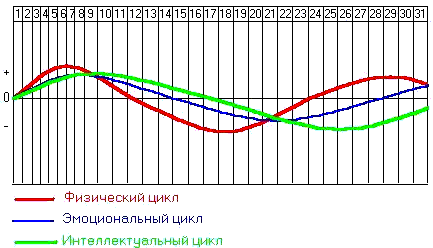 1 2 3 4 5 6 7 8 9 10 11 12 13 14 15 16 17 18 19 20 21 22 23 24 25 26 27 28 29 30 31
+
0
-
Физический цикл
Эмоциональный цикл
Интеллектуальный цикл